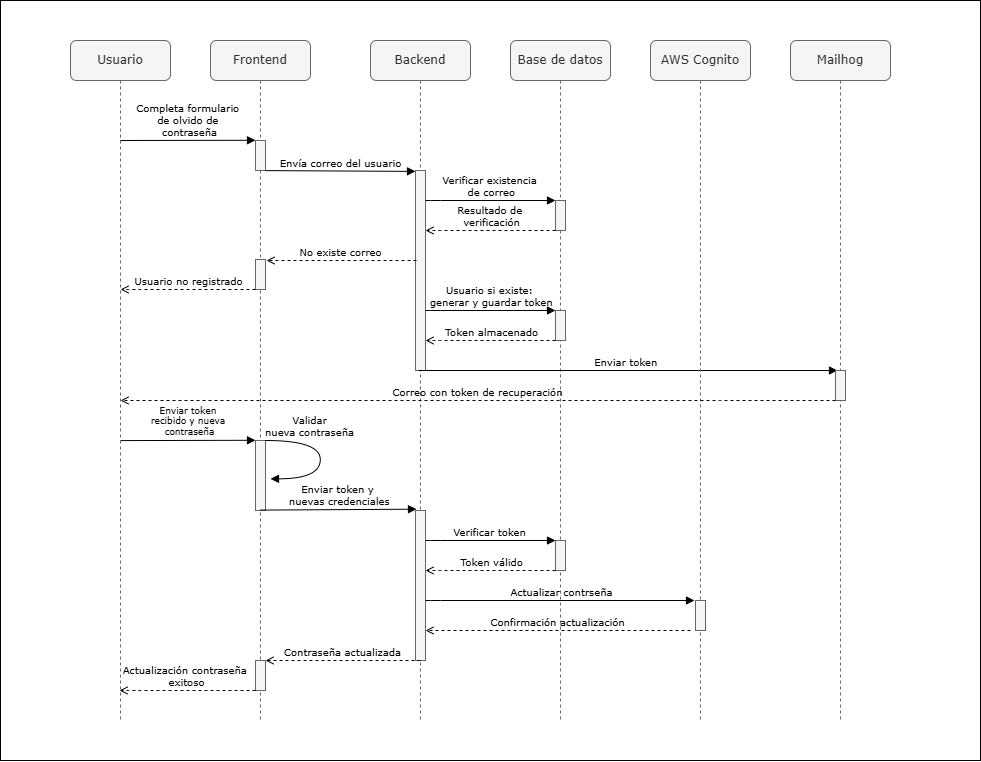 Usuario
Frontend
Backend
Base de datos
AWS Cognito
Mailhog
Completa formulario
de olvido de
contraseña
Envía correo del usuario
Verificar existencia
de correo
Resultado de
verificación
No existe correo
Usuario no registrado
Usuario si existe:
generar y guardar token
Token almacenado
Enviar token
Correo con token de recuperación
Enviar token
recibido y nueva
contraseña
Validar
nueva contraseña
Enviar token y
nuevas credenciales
Verificar token
Token válido
Actualizar contrseña
Confirmación actualización
Contraseña actualizada
Actualización contraseña
exitoso